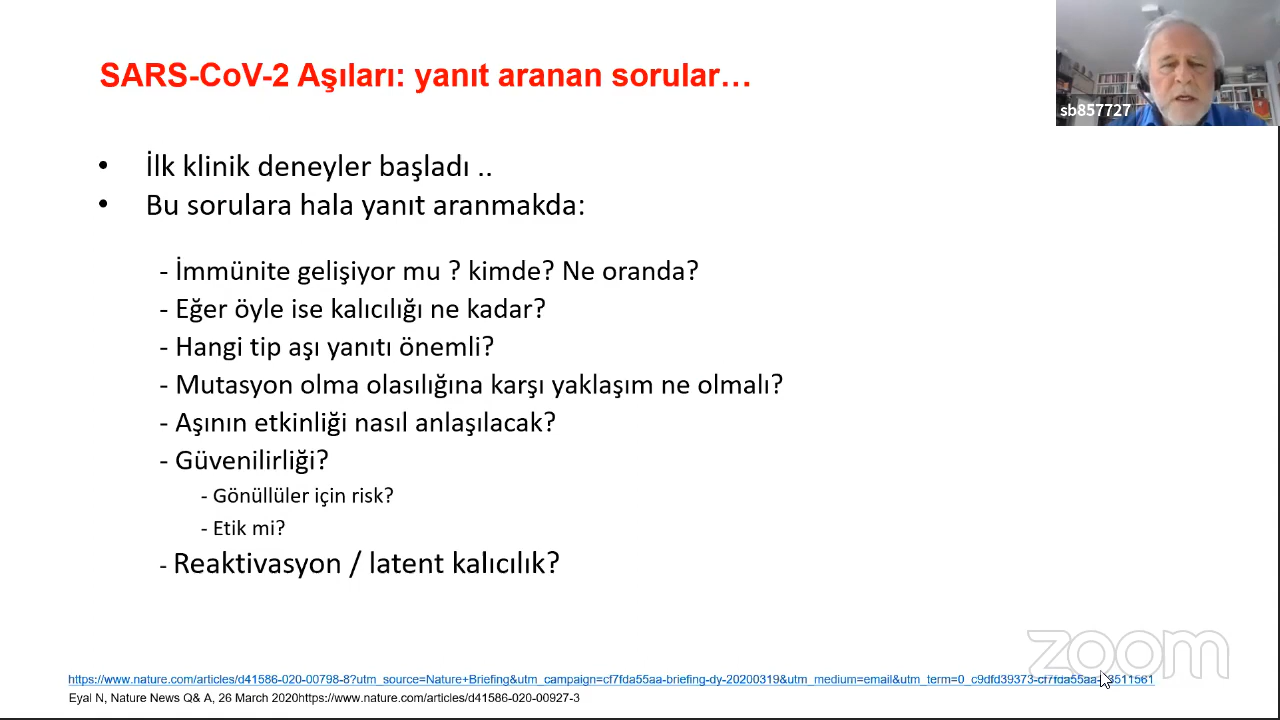 SARS-CoV-2 Aşıları: yanıt aranan sorular…
sb857727
• İlk klinik deneyler başladı ..
• Bu sorulara hala yanıt aranmakda:
- İmmünite gelişiyor mu ? kimde? Ne oranda?
- Eğer öyle ise kalıcılığı ne kadar?
- Hangi tip aşı yanıtı önemli?
- Mutasyon olma olasılığına karşı yaklaşım ne olmalı?
- Aşının etkinliği nasıl anlaşılacak?
- Güvenilirliği?
- Gönüllüler için risk?
- Etik mi?
- Reaktivasyon / latent kalıcılık?
zoom
https://www.nature.com/articles/d41586-020-00798-8?utm_source=Nature+Briefing&utm_campaign=cf7fda55aa-briefing-dy-20200319&utm_medium=email&utm_term=0_c9dfd39373-cf7fda55aa-
Eyal N, Nature News Q& A, 26 March 2020https://www.nature.com/articles/d41586-020-00927-3